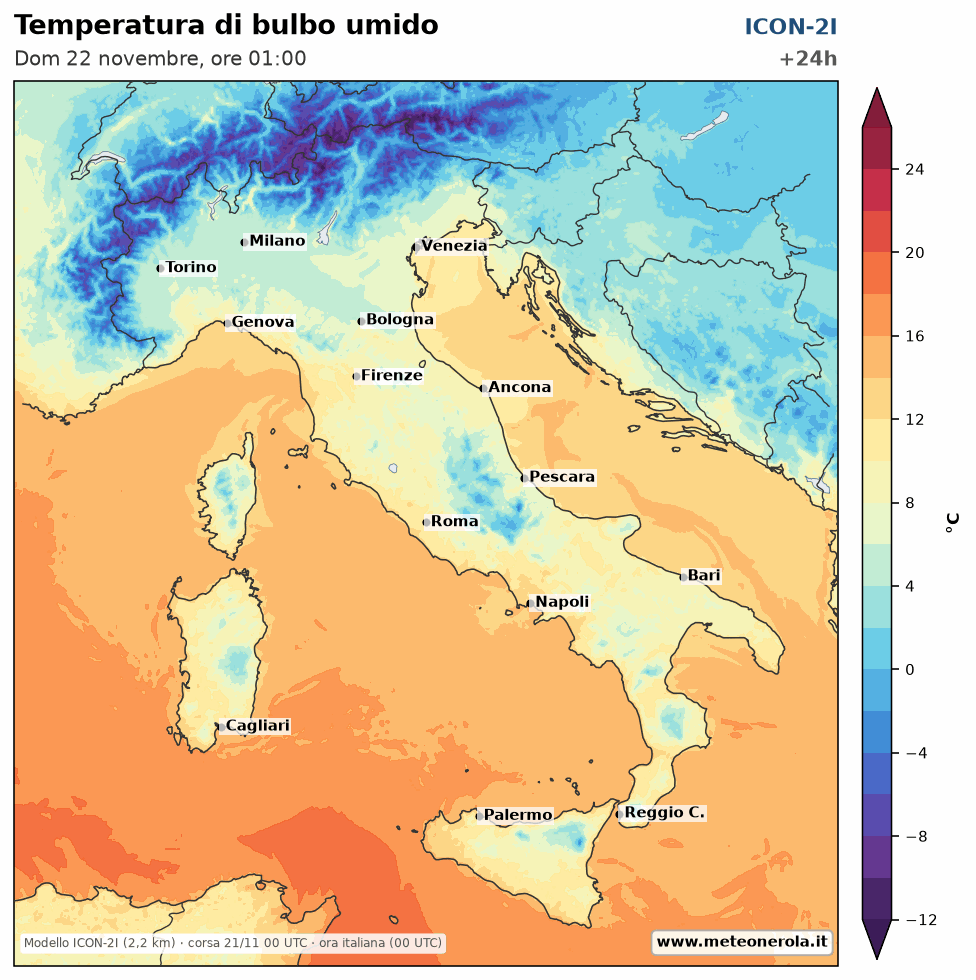 Temperatura di bulbo umido
ICON-2I
Dom 22 novembre, ore 01:00
+24h
Milano
Venezia
Torino
Genova
Bologna
Firenze
Ancona
Pescara
Roma
Bari
Napoli
Cagliari
Palermo
Reggio C.
24
20
16
12
8
4
0
−4
−8
−12
°C
Modello ICON-2I (2,2 km) · corsa 21/11 00 UTC · ora italiana (00 UTC)
www.meteonerola.it